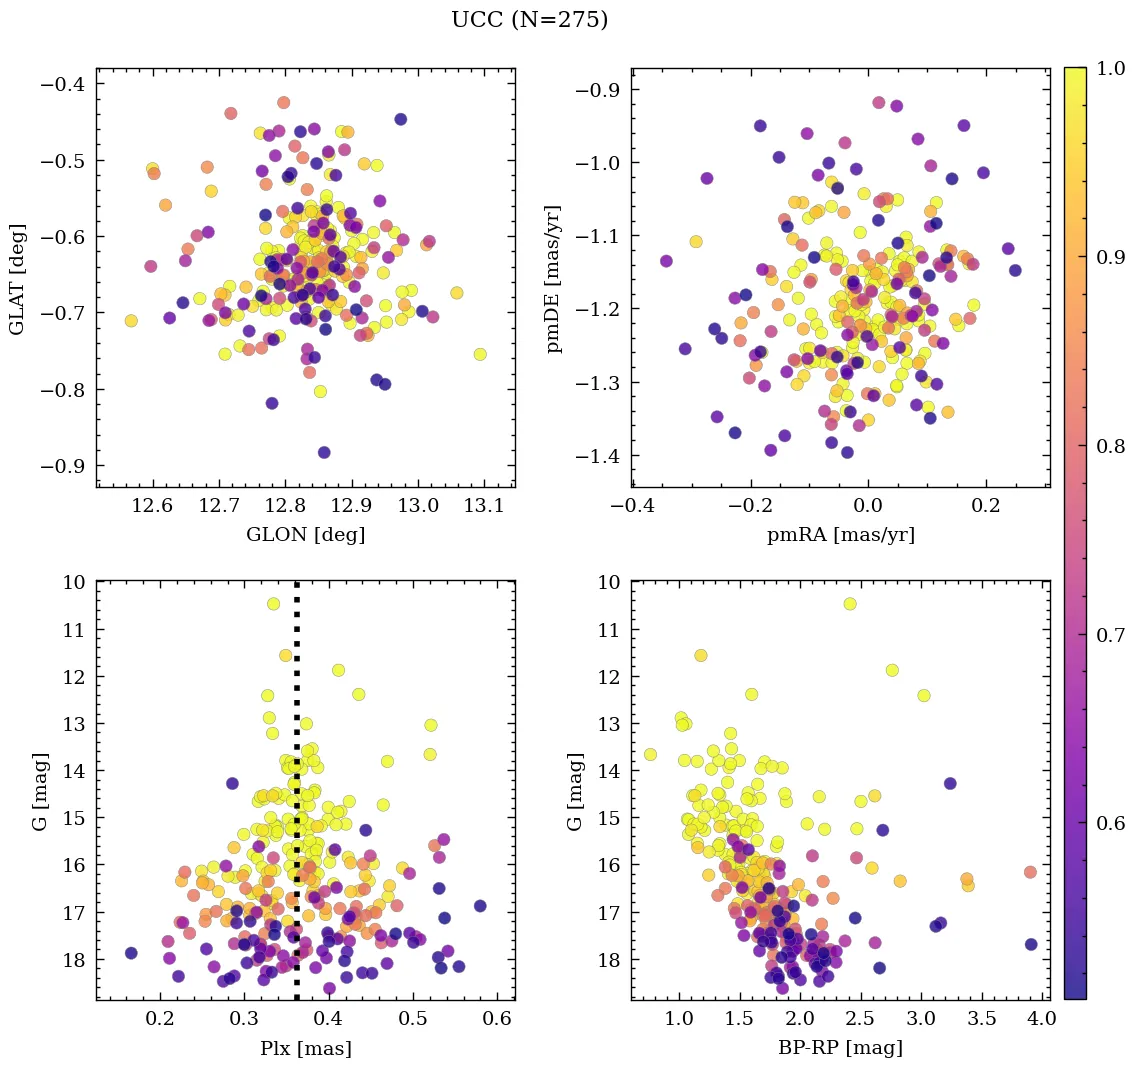 UCC (N=275)
−0.4
−0.5
−0.6
−0.7
−0.8
−0.9
GLAT [deg]
12.6 12.7 12.8 12.9 13.0 13.1
GLON [deg]
−0.9
−1.0
−1.1
−1.2
−1.3
−1.4
pmDE [mas/yr]
−0.4 −0.2 0.0 0.2
pmRA [mas/yr]
1.0
0.9
0.8
0.7
0.6
10
11
12
13
14
15
16
17
18
G [mag]
0.2 0.3 0.4 0.5 0.6
Plx [mas]
10
11
12
13
14
15
16
17
18
G [mag]
1.0 1.5 2.0 2.5 3.0 3.5 4.0
BP-RP [mag]